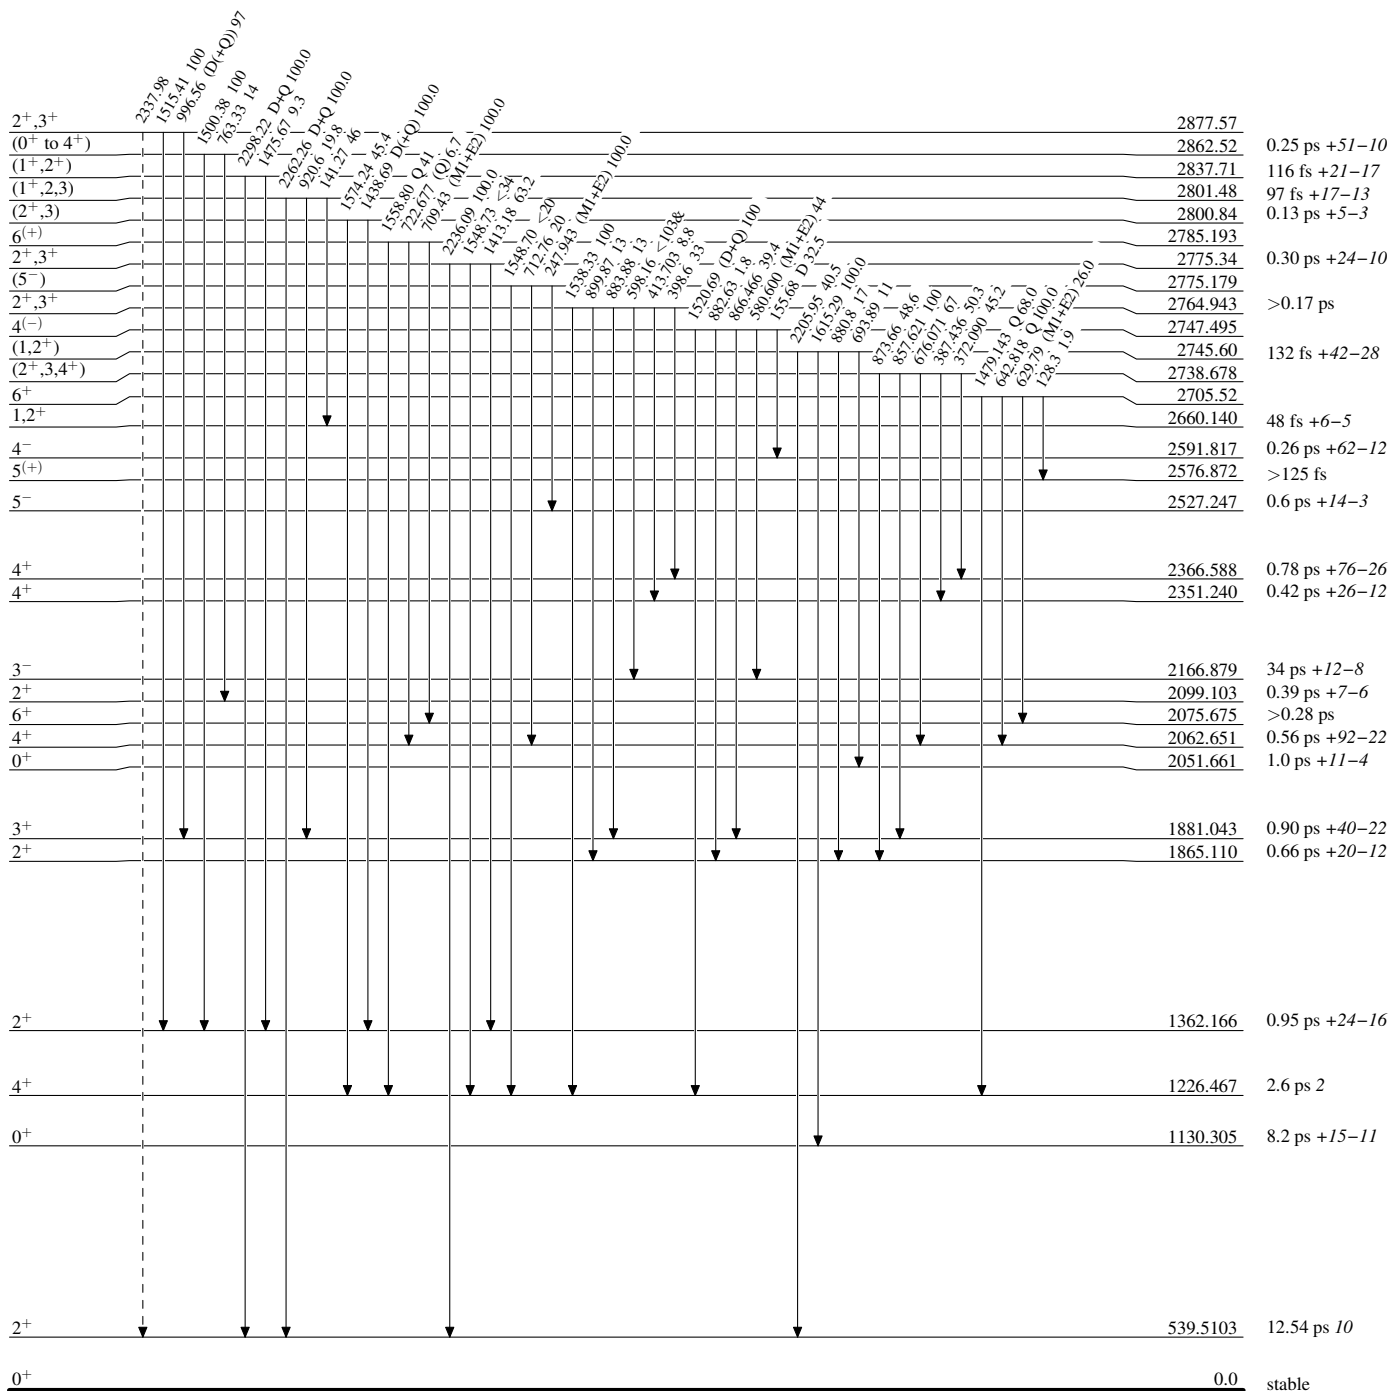 2337.98
1515.41 100
996.56 (D(+Q)) 97
1500.38 100
763.33 14
2298.22 D+Q 100.0
1475.67 9.3
2262.26 D+Q 100.0
920.6 19.8
141.27 46
1574.24 45.4
1438.69 D(+Q) 100.0
1558.80 Q 41
722.677 (Q) 6.7
709.43 (M1+E2) 100.0
2236.09 100.0
1548.73 <34
1413.18 63.2
1548.70 <20
712.76 20
247.943 (M1+E2) 100.0
1538.33 100
899.87 13
883.88 13
598.16 <103&
413.703 8.8
398.6 33
1520.69 (D+Q) 100
882.63 1.8
866.466 39.4
580.600 (M1+E2) 44
155.68 D 32.5
2205.95 40.5
1615.29 100.0
880.8 17
693.89 11
873.66 48.6
857.621 100
676.071 67
387.436 50.3
372.090 45.2
1479.143 Q 68.0
642.818 Q 100.0
629.79 (M1+E2) 26.0
128.3 1.9
2⁺,3⁺ 2877.57
(0⁺ to 4⁺) 2862.52 0.25 ps +51−10
(1⁺,2⁺) 2837.71 116 fs +21−17
(1⁺,2,3) 2801.48 97 fs +17−13
(2⁺,3) 2800.84 0.13 ps +5−3
6⁽⁺⁾ 2785.193
2⁺,3⁺ 2775.34 0.30 ps +24−10
(5⁻) 2775.179
2⁺,3⁺ 2764.943 >0.17 ps
4⁽⁻⁾ 2747.495
(1,2⁺) 2745.60 132 fs +42−28
(2⁺,3,4⁺) 2738.678
6⁺ 2705.52
1,2⁺ 2660.140 48 fs +6−5
4⁻ 2591.817 0.26 ps +62−12
5⁽⁺⁾ 2576.872 >125 fs
5⁻ 2527.247 0.6 ps +14−3
4⁺ 2366.588 0.78 ps +76−26
4⁺ 2351.240 0.42 ps +26−12
3⁻ 2166.879 34 ps +12−8
2⁺ 2099.103 0.39 ps +7−6
6⁺ 2075.675 >0.28 ps
4⁺ 2062.651 0.56 ps +92−22
0⁺ 2051.661 1.0 ps +11−4
3⁺ 1881.043 0.90 ps +40−22
2⁺ 1865.110 0.66 ps +20−12
2⁺ 1362.166 0.95 ps +24−16
4⁺ 1226.467 2.6 ps 2
0⁺ 1130.305 8.2 ps +15−11
2⁺ 539.5103 12.54 ps 10
0⁺ 0.0 stable